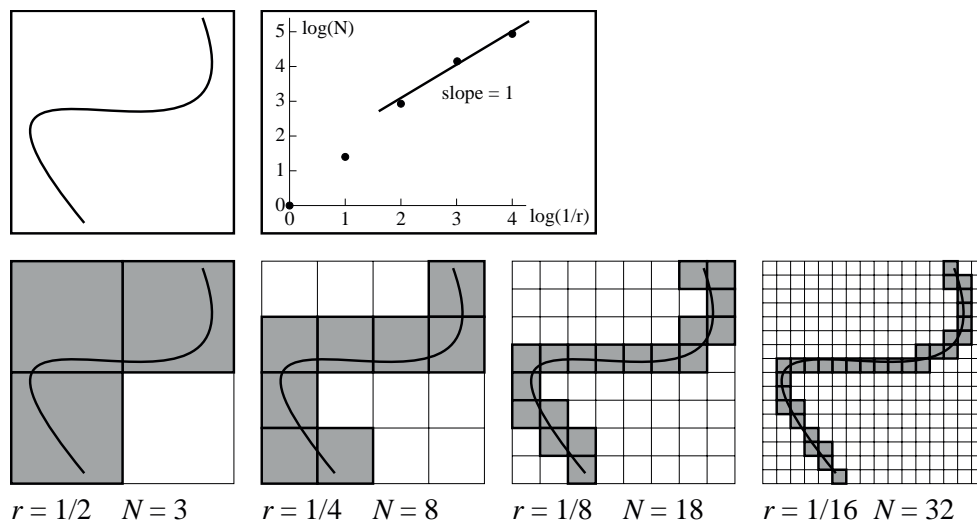 log(N)
5
4
3
2
1
0
slope = 1
0 1 2 3 4
log(1/r)
r = 1/2 N = 3
r = 1/4 N = 8
r = 1/8 N = 18
r = 1/16 N = 32